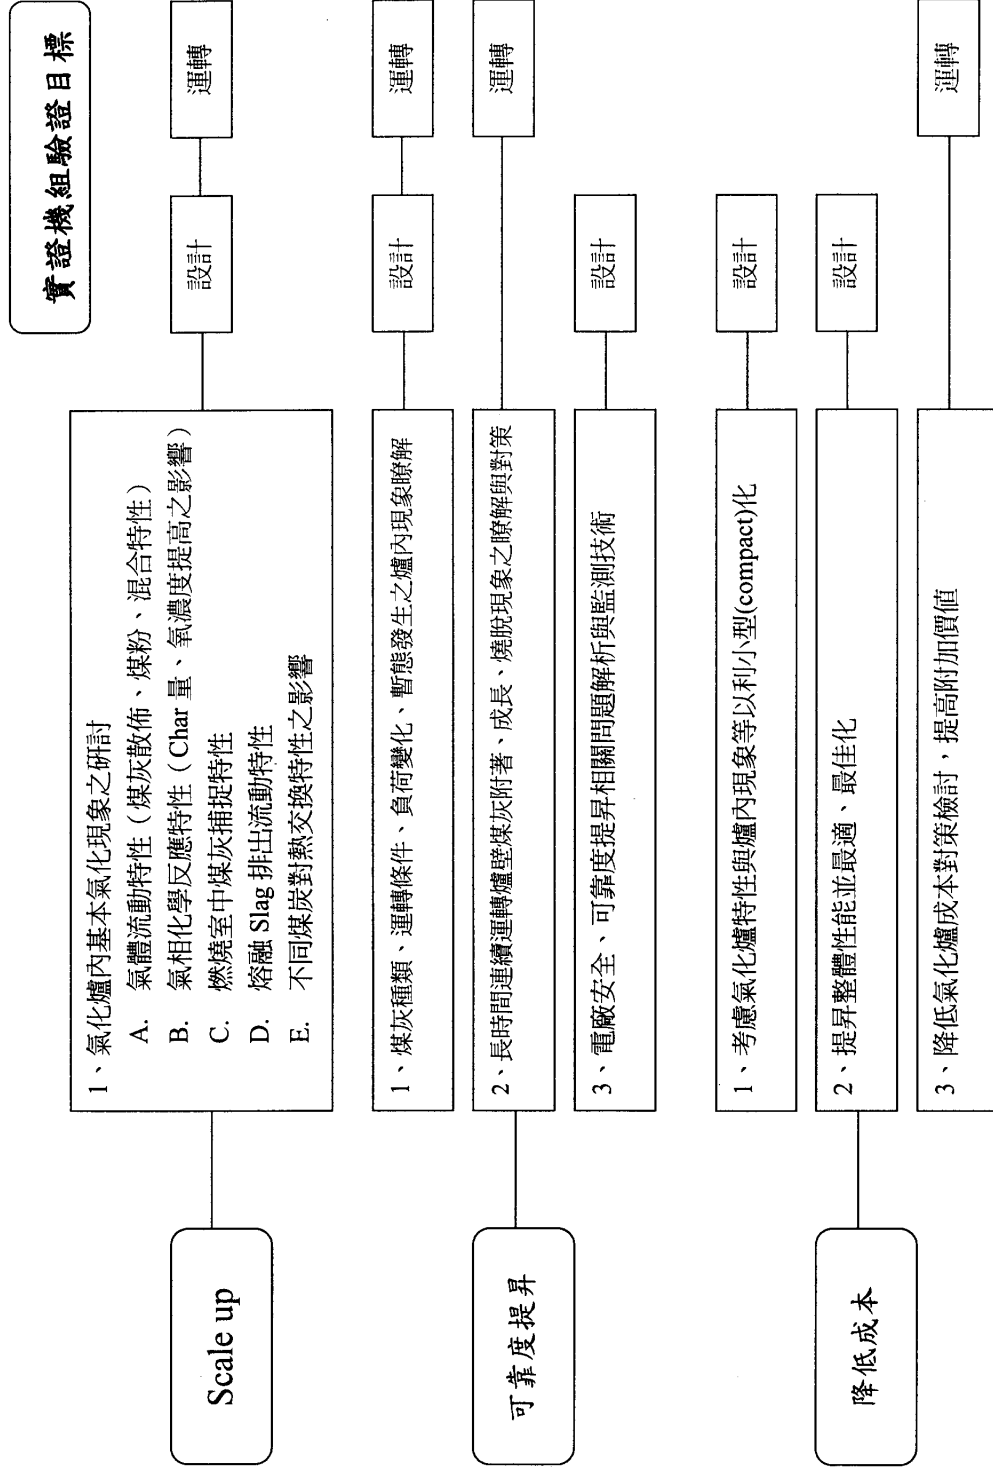 實證機組驗證目標
Scale up
1、氣化爐內基本氣化現象之研討
A. 氣體流動特性（煤灰散佈、煤粉、混合特性）
B. 氣相化學反應特性（Char 量、氧濃度提高之影響）
C. 燃燒室中煤灰捕捉特性
D. 熔融 Slag 排出流動特性
E. 不同煤炭對熱交換特性之影響
設計
運轉
可靠度提昇
1、煤灰種類、運轉條件、負荷變化、暫態發生之爐內現象瞭解
設計
運轉
2、長時間連續運轉爐壁煤灰附著、成長、燒脫現象之瞭解與對策
運轉
3、電廠安全、可靠度提昇相關問題解析與監測技術
設計
降低成本
1、考慮氣化爐特性與爐內現象等以利小型(compact)化
設計
2、提昇整體性能並最適、最佳化
設計
3、降低氣化爐成本對策檢討，提高附加價值
運轉